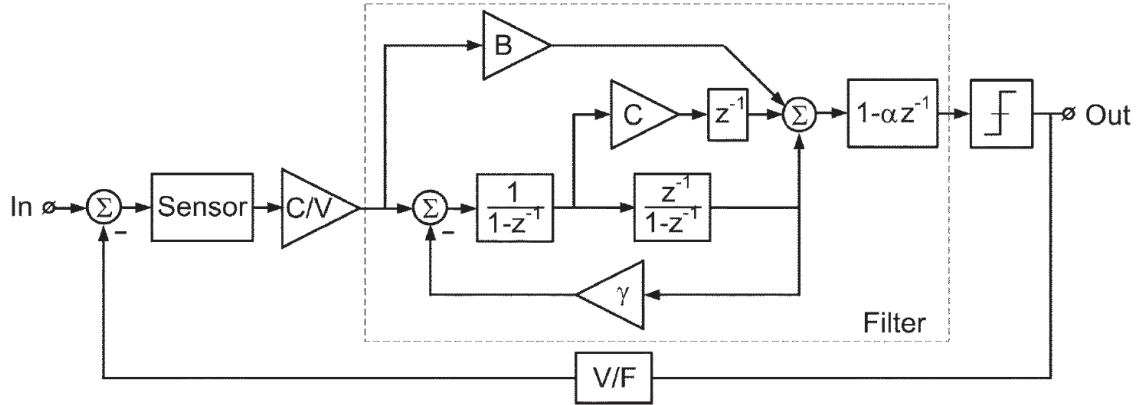 B
C
z⁻¹
Σ
1-αz⁻¹
Out
In
Σ
-
Sensor
C/V
Σ
-
1
1-z⁻¹
z⁻¹
1-z⁻¹
γ
Filter
V/F